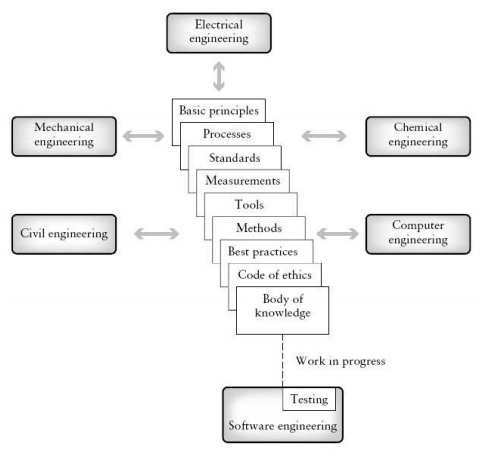 Electrical
engineering
Basic principles
Mechanical
engineering
Processes
Chemical
engineering
Standards
Measurements
Tools
Civil engineering
Methods
Computer
engineering
Best practices
Code of ethics
Body of
knowledge
Work in progress
Testing
Software engineering